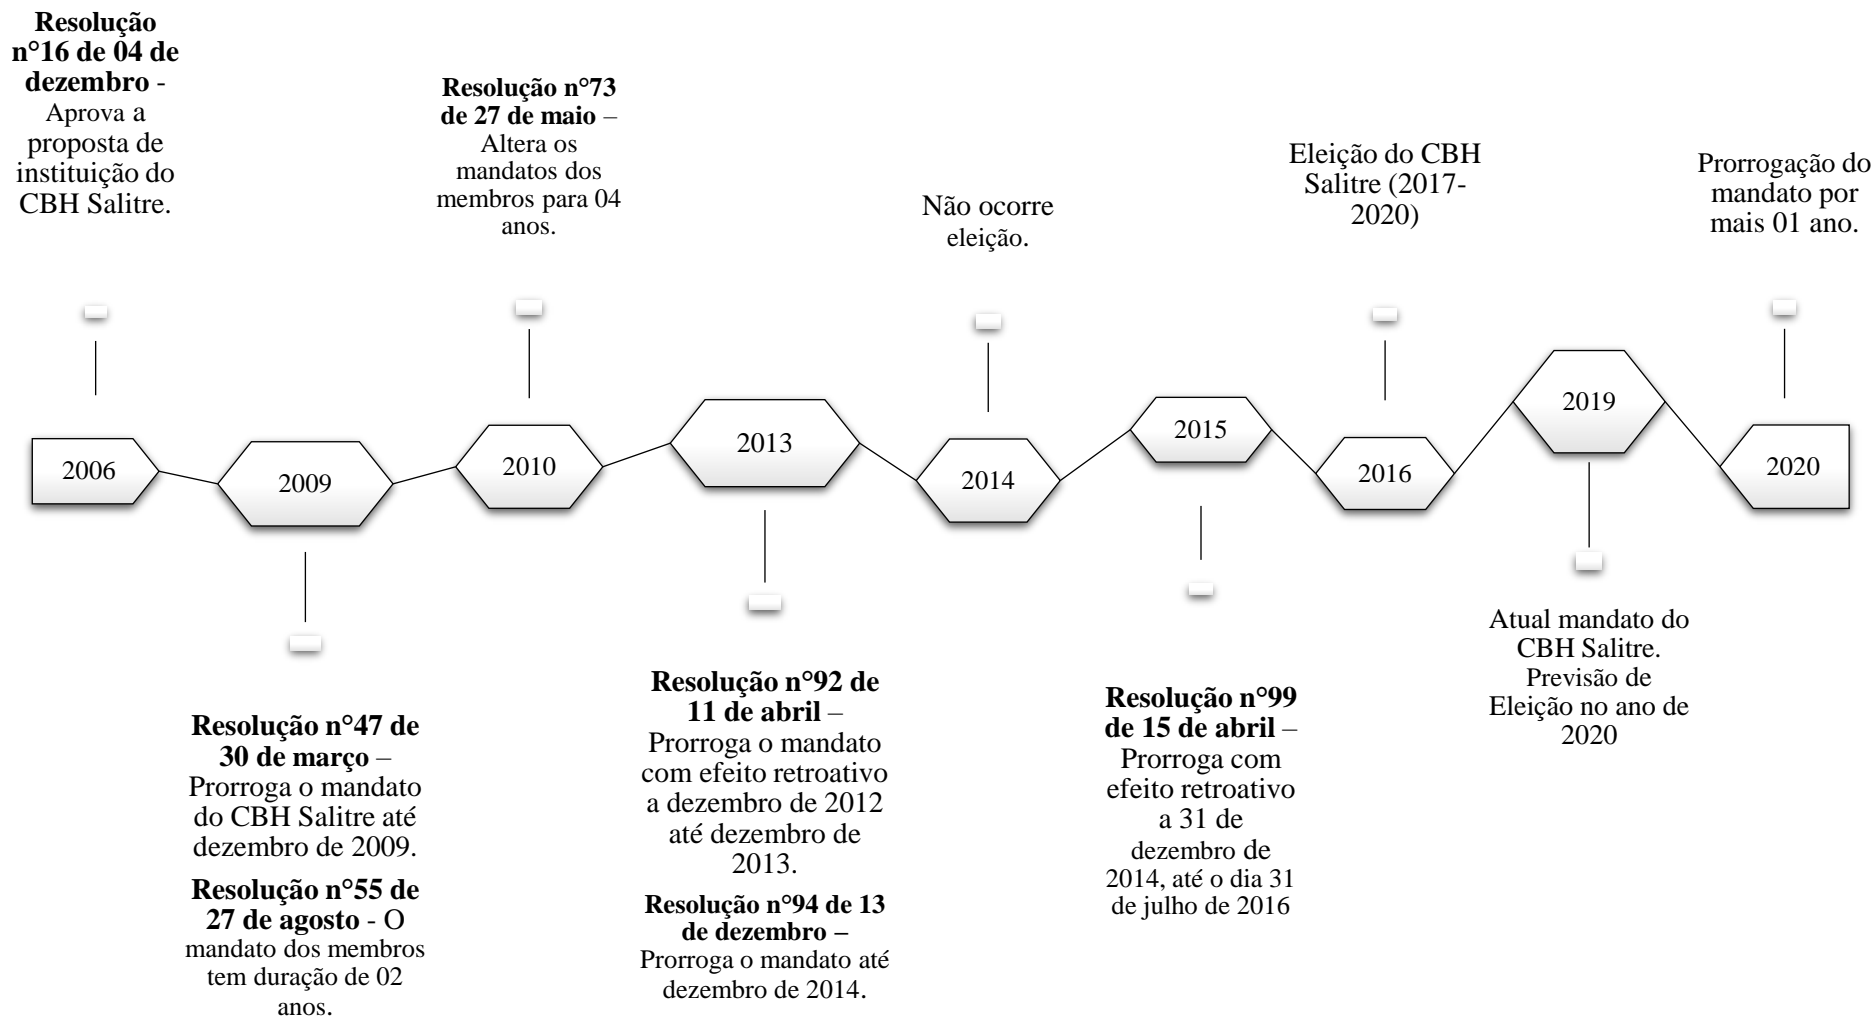 Resolução
n°16 de 04 de
dezembro -
Aprova a
proposta de
instituição do
CBH Salitre.
Resolução n°73
de 27 de maio –
Altera os
mandatos dos
membros para 04
anos.
Não ocorre
eleição.
Eleição do CBH
Salitre (2017-
2020)
Prorrogação do
mandato por
mais 01 ano.
2006
2009
2010
2013
2014
2015
2016
2019
2020
Resolução n°47 de
30 de março –
Prorroga o mandato
do CBH Salitre até
dezembro de 2009.
Resolução n°55 de
27 de agosto - O
mandato dos membros
tem duração de 02
anos.
Resolução n°92 de
11 de abril –
Prorroga o mandato
com efeito retroativo
a dezembro de 2012
até dezembro de
2013.
Resolução n°94 de 13
de dezembro –
Prorroga o mandato até
dezembro de 2014.
Resolução n°99
de 15 de abril –
Prorroga com
efeito retroativo
a 31 de
dezembro de
2014, até o dia 31
de julho de 2016
Atual mandato do
CBH Salitre.
Previsão de
Eleição no ano de
2020